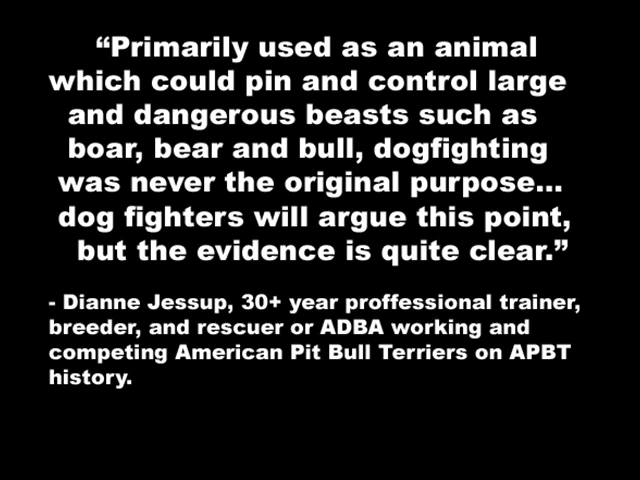 “Primarily used as an animal
which could pin and control large
and dangerous beasts such as
boar, bear and bull, dogfighting
was never the original purpose...
dog fighters will argue this point,
but the evidence is quite clear.”
- Dianne Jessup, 30+ year proffessional trainer,
breeder, and rescuer or ADBA working and
competing American Pit Bull Terriers on APBT
history.